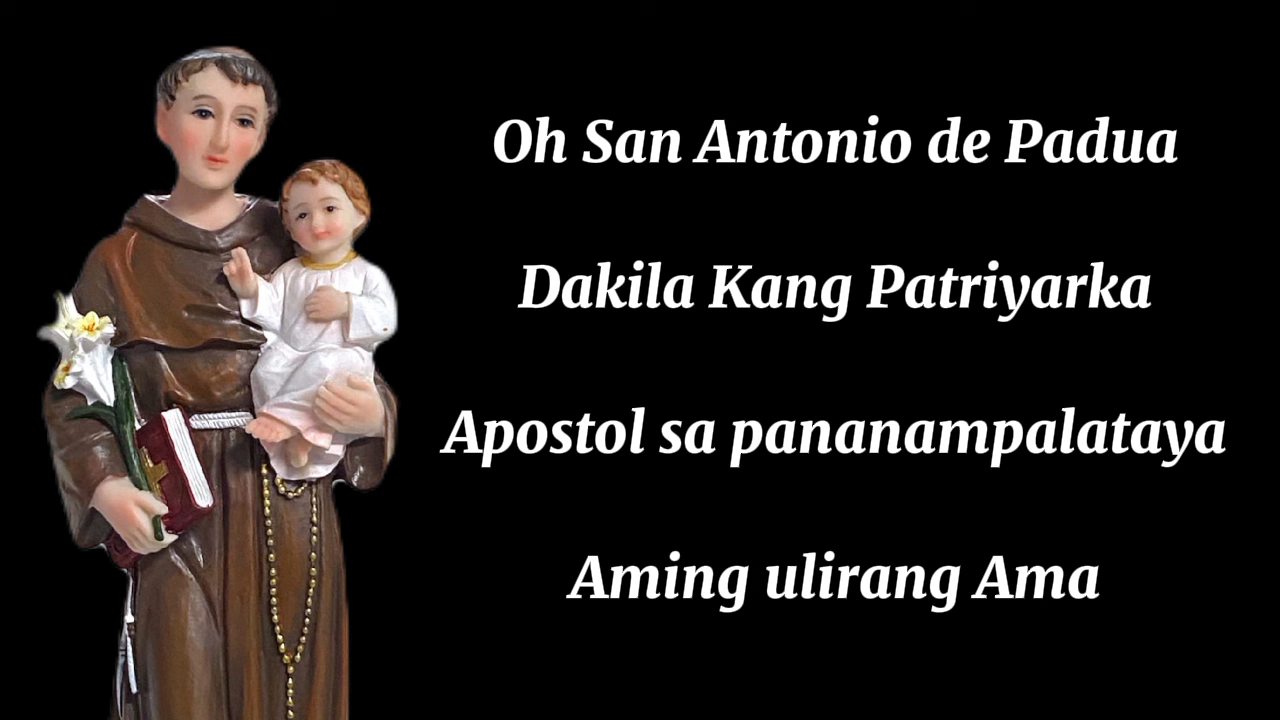 Oh San Antonio de Padua
Dakila Kang Patriyarka
Apostol sa pananampalataya
Aming ulirang Ama